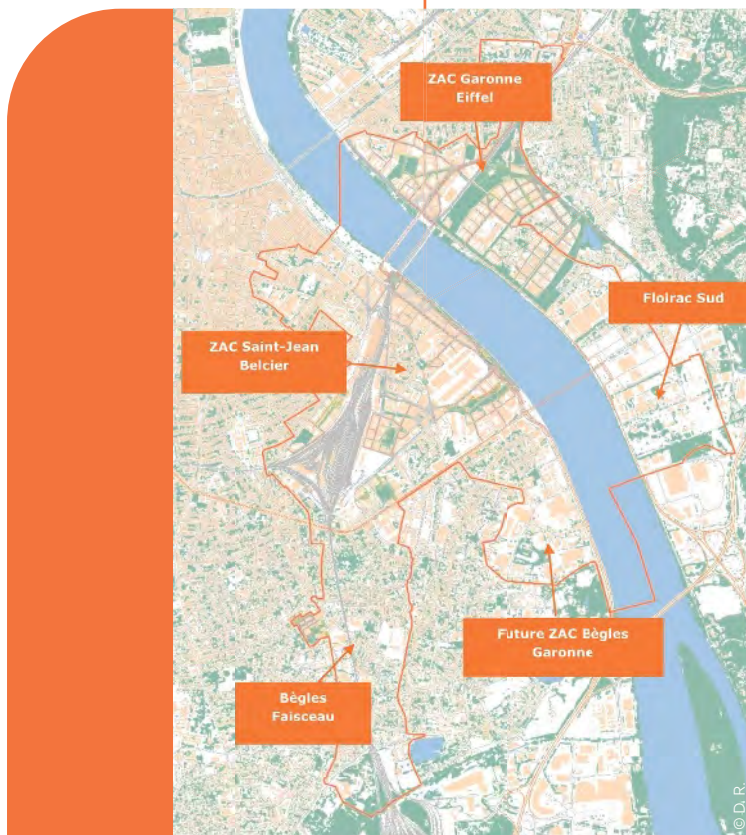 ZAC Garonne
Eiffel
Floirac Sud
ZAC Saint-Jean
Belcier
Future ZAC Bègles
Garonne
Bègles
Faisceau
©D. R.